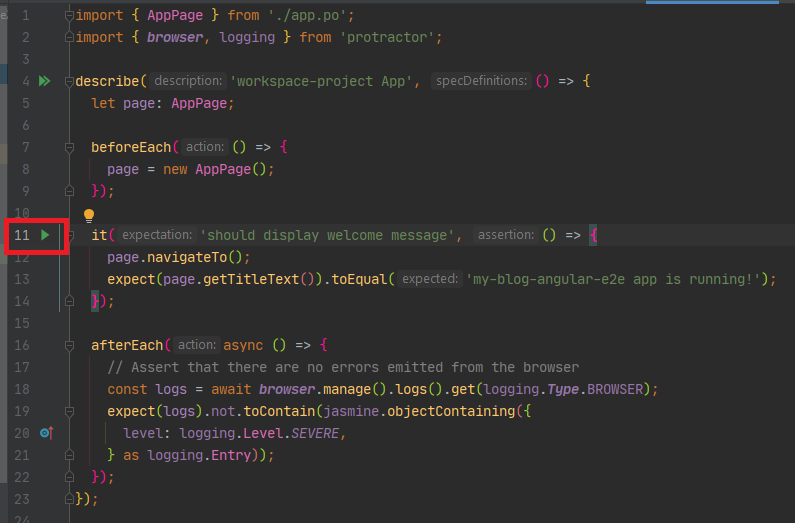 1 import { AppPage } from './app.po';
2 import { browser, logging } from 'protractor';
3
4 describe( description: 'workspace-project App', specDefinitions: () => {
5 let page: AppPage;
6
7 beforeEach( action: () => {
8 page = new AppPage();
9 });
10
11 it( expectation: 'should display welcome message', assertion: () => {
12 page.navigateTo();
13 expect(page.getTitleText()).toEqual( expected: 'my-blog-angular-e2e app is running!');
14 });
15
16 afterEach( action: async () => {
17 // Assert that there are no errors emitted from the browser
18 const logs = await browser.manage().logs().get(logging.Type.BROWSER);
19 expect(logs).not.toContain(jasmine.objectContaining({
20 level: logging.Level.SEVERE,
21 } as logging.Entry));
22 });
23 });
24